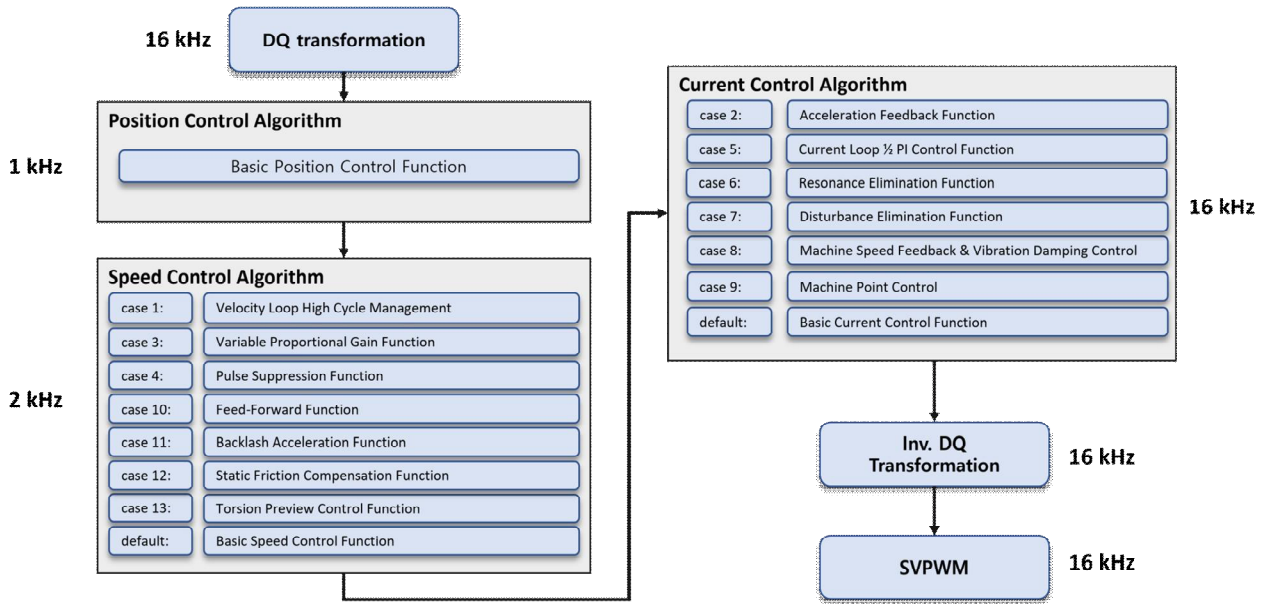 16 kHz
DQ transformation
Position Control Algorithm
1 kHz
Basic Position Control Function
Speed Control Algorithm
case 1:
Velocity Loop High Cycle Management
case 3:
Variable Proportional Gain Function
case 4:
Pulse Suppression Function
2 kHz
case 10:
Feed-Forward Function
case 11:
Backlash Acceleration Function
case 12:
Static Friction Compensation Function
case 13:
Torsion Preview Control Function
default:
Basic Speed Control Function
Current Control Algorithm
case 2:
Acceleration Feedback Function
case 5:
Current Loop ½ PI Control Function
case 6:
Resonance Elimination Function
case 7:
Disturbance Elimination Function
16 kHz
case 8:
Machine Speed Feedback & Vibration Damping Control
case 9:
Machine Point Control
default:
Basic Current Control Function
Inv. DQ
Transformation
16 kHz
SVPWM
16 kHz